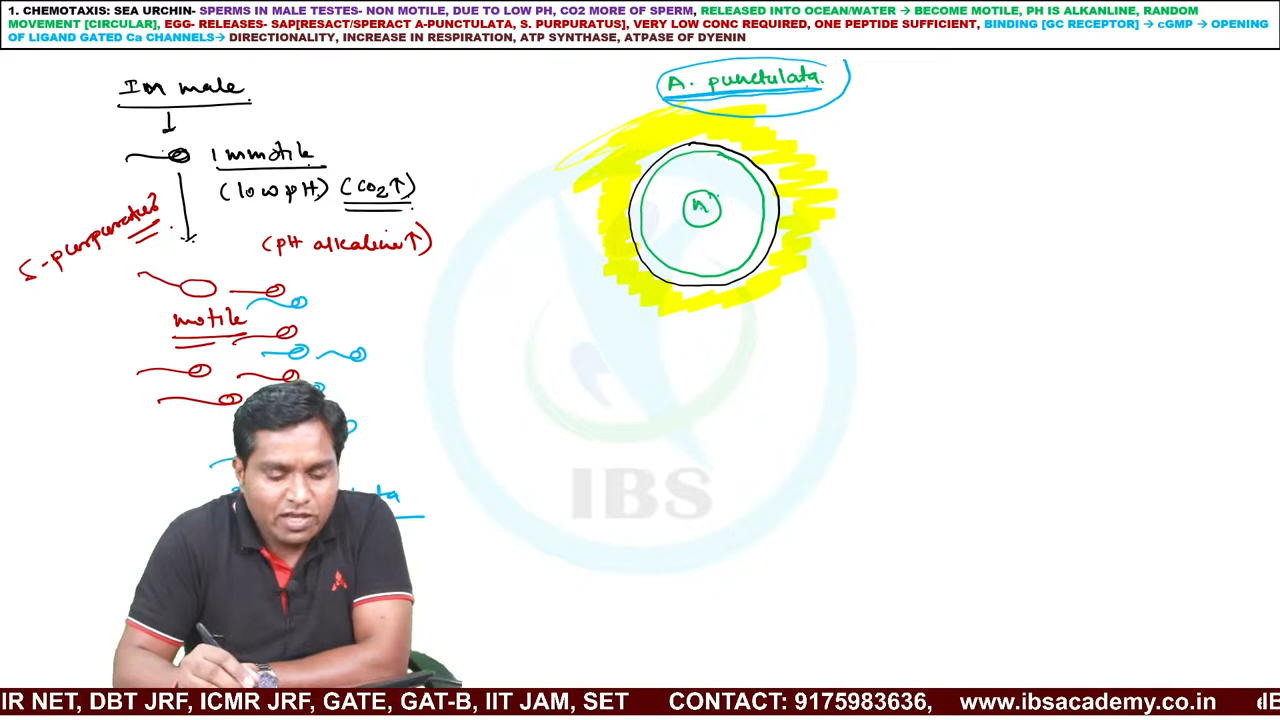 1. CHEMOTAXIS: SEA URCHIN- SPERMS IN MALE TESTES- NON MOTILE, DUE TO LOW PH, CO2 MORE OF SPERM, RELEASED INTO OCEAN/WATER → BECOME MOTILE, PH IS ALKANLINE, RANDOM
MOVEMENT [CIRCULAR], EGG- RELEASES- SAP[RESACT/SPERACT A-PUNCTULATA, S. PURPURATUS], VERY LOW CONC REQUIRED, ONE PEPTIDE SUFFICIENT, BINDING [GC RECEPTOR] → cGMP → OPENING
OF LIGAND GATED Ca CHANNELS→ DIRECTIONALITY, INCREASE IN RESPIRATION, ATP SYNTHASE, ATPASE OF DYENIN
In male
A. punctulata
Immotile
(low pH) (CO2↑)
S-purpuratus
(pH alkaline↑)
n
motile
IBS
IR NET, DBT JRF, ICMR JRF, GATE, GAT-B, IIT JAM, SET CONTACT: 9175983636, www.ibsacademy.co.in